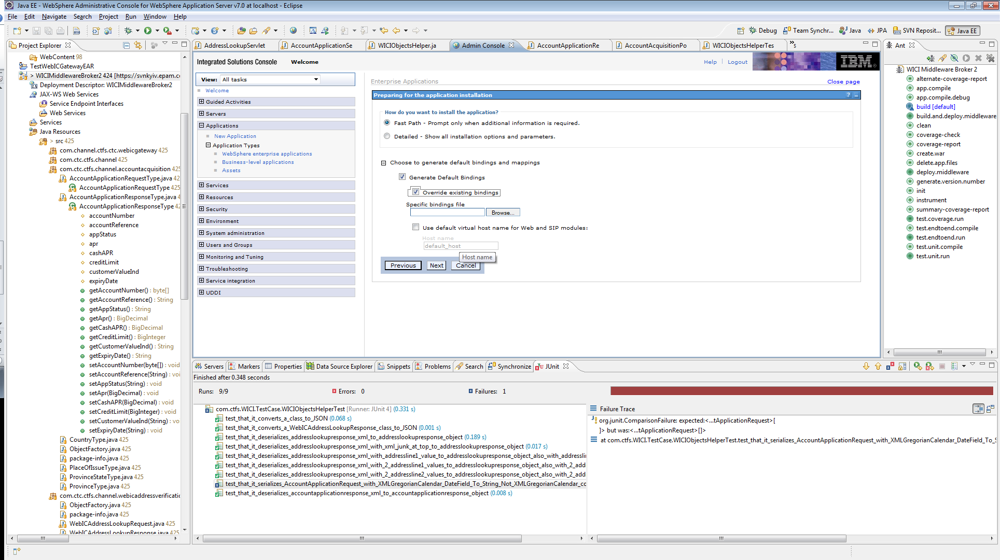 Java EE - WebSphere Administrative Console for WebSphere Application Server v7.0 at localhost - Eclipse
File Edit Navigate Search Project Run Window Help
Debug Team Synchr... Java JPA SVN Reposit... Java EE
Project Explorer
WebContent 98
TestWebICGatewayEAR
> WICIMiddlewareBroker2 424 [https://svnkyiv.epam.c
Deployment Descriptor: WICIMiddlewareBroker2
JAX-WS Web Services
Service Endpoint Interfaces
Web Services
Services
Java Resources
> src 425
com.channel.ctfs.ctc.webicgateway 425
com.ctc.ctfs.channel 425
com.ctc.ctfs.channel.accountacquisition 425
AccountApplicationRequestType.java 42
AccountApplicationRequestType 425
AccountApplicationResponseType.java 4
AccountApplicationResponseType 42
accountNumber
accountReference
appStatus
apr
cashAPR
creditLimit
customerValueInd
expiryDate
getAccountNumber() : byte[]
getAccountReference() : String
getAppStatus() : String
getApr() : BigDecimal
getCashAPR() : BigDecimal
getCreditLimit() : BigInteger
getCustomerValueInd() : String
getExpiryDate() : String
setAccountNumber(byte[]) : void
setAccountReference(String) : voi
setAppStatus(String) : void
setApr(BigDecimal) : void
setCashAPR(BigDecimal) : void
setCreditLimit(BigInteger) : void
setCustomerValueInd(String) : vo
setExpiryDate(String) : void
CountryType.java 425
ObjectFactory.java 425
package-info.java 425
PlaceOfIssueType.java 425
ProvinceStateType.java 425
ProvinceType.java 425
com.ctc.ctfs.channel.webicaddressverificati
ObjectFactory.java 425
package-info.java 425
WebICAddressLookupRequest.java 425
WebICAddressLookupResponse.java 425
AddressLookupServlet AccountApplicationSe WICIObjectsHelper.ja Admin Console AccountApplicationRe AccountAcquisitionPo WICIObjectsHelperTes »5
Integrated Solutions Console Welcome Help Logout IBM
View: All tasks
Welcome
Guided Activities
Servers
Applications
New Application
Application Types
WebSphere enterprise applications
Business-level applications
Assets
Services
Resources
Security
Environment
System administration
Users and Groups
Monitoring and Tuning
Troubleshooting
Service integration
UDDI
Enterprise Applications Close page
Preparing for the application installation ?
How do you want to install the application?
Fast Path - Prompt only when additional information is required.
Detailed - Show all installation options and parameters.
Choose to generate default bindings and mappings
Generate Default Bindings
Override existing bindings
Specific bindings file
Browse...
Use default virtual host name for Web and SIP modules:
Host name
default_host
Host name
Previous Next Cancel
Ant
WICI Middleware Broker 2
alternate-coverage-report
app.compile
app.compile.debug
build [default]
build.and.deploy.middleware
clean
coverage-check
coverage-report
create.war
delete.app.files
deploy.middleware
generate.version.number
init
instrument
summary-coverage-report
test.coverage.run
test.endtoend.compile
test.endtoend.run
test.unit.compile
test.unit.run
Servers Markers Properties Data Source Explorer Snippets Problems Search Synchronize JUnit
Finished after 0.348 seconds
Runs: 9/9 Errors: 0 Failures: 1
com.ctfs.WICI.TestCase.WICIObjectsHelperTest [Runner: JUnit 4] (0.331 s)
test_that_it_converts_a_class_to_JSON (0.068 s)
test_that_it_converts_a_WebICAddressLookupResponse_class_to_JSON (0.001 s)
test_that_it_deserializes_addresslookupresponse_xml_to_addresslookupresponse_object (0.189 s)
test_that_it_deserializes_addresslookupresponse_xml_with_xml_junk_at_top_to_addresslookupresponse_object (0.017 s)
test_that_it_deserializes_addresslookupresponse_xml_with_addressline1_value_to_addresslookupresponse_object_also_with_addressli
test_that_it_deserializes_addresslookupresponse_xml_with_2_addressline1_values_to_addresslookupresponse_object_also_with_2_add
test_that_it_deserializes_addresslookupresponse_xml_with_2_addressline2_values_to_addresslookupresponse_object_also_with_2_add
test_that_it_serializes_AccountApplicationRequest_with_XMLGregorianCalendar_DateField_To_String_Not_XMLGregorianCalendar_co
test_that_it_deserializes_accountapplicationresponse_xml_to_accountapplicationresponse_object (0.008 s)
Failure Trace
org.junit.ComparisonFailure: expected:<...tApplicationRequest>[
]> but was:<...tApplicationRequest>[]>
at com.ctfs.WICI.TestCase.WICIObjectsHelperTest.test_that_it_serializes_AccountApplicationRequest_with_XMLGregorianCalendar_DateField_To_S